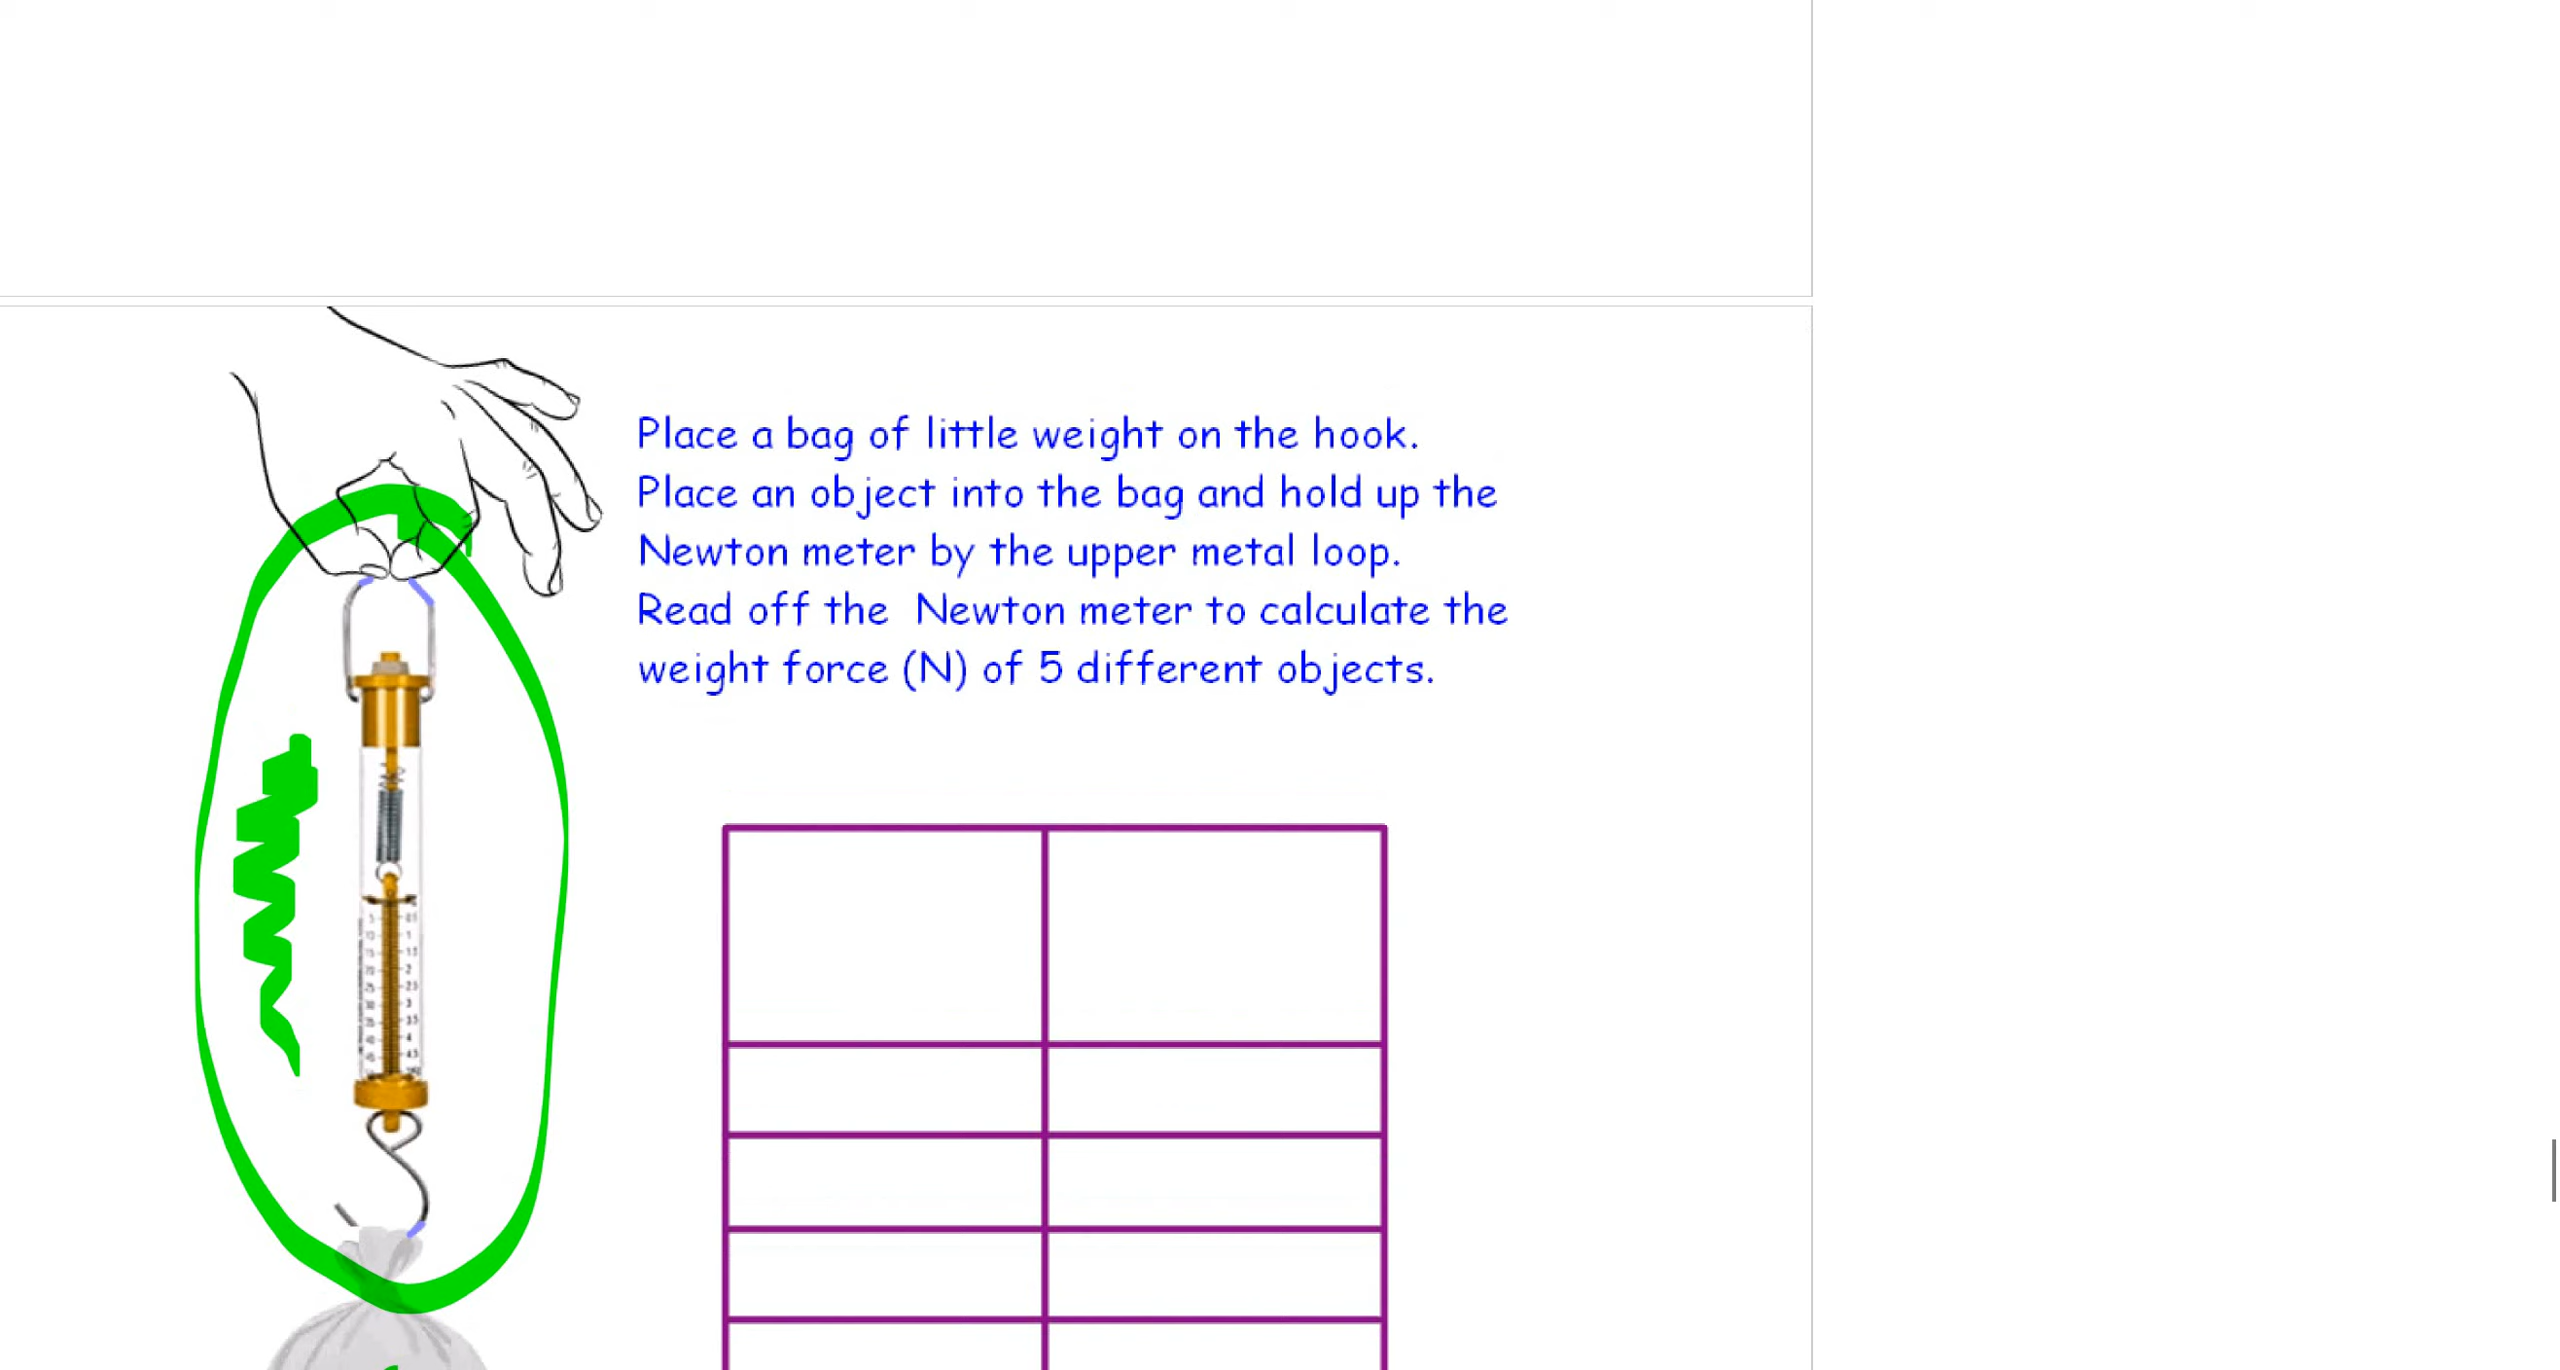 Place a bag of little weight on the hook.
Place an object into the bag and hold up the
Newton meter by the upper metal loop.
Read off the  Newton meter to calculate the
weight force (N) of 5 different objects.